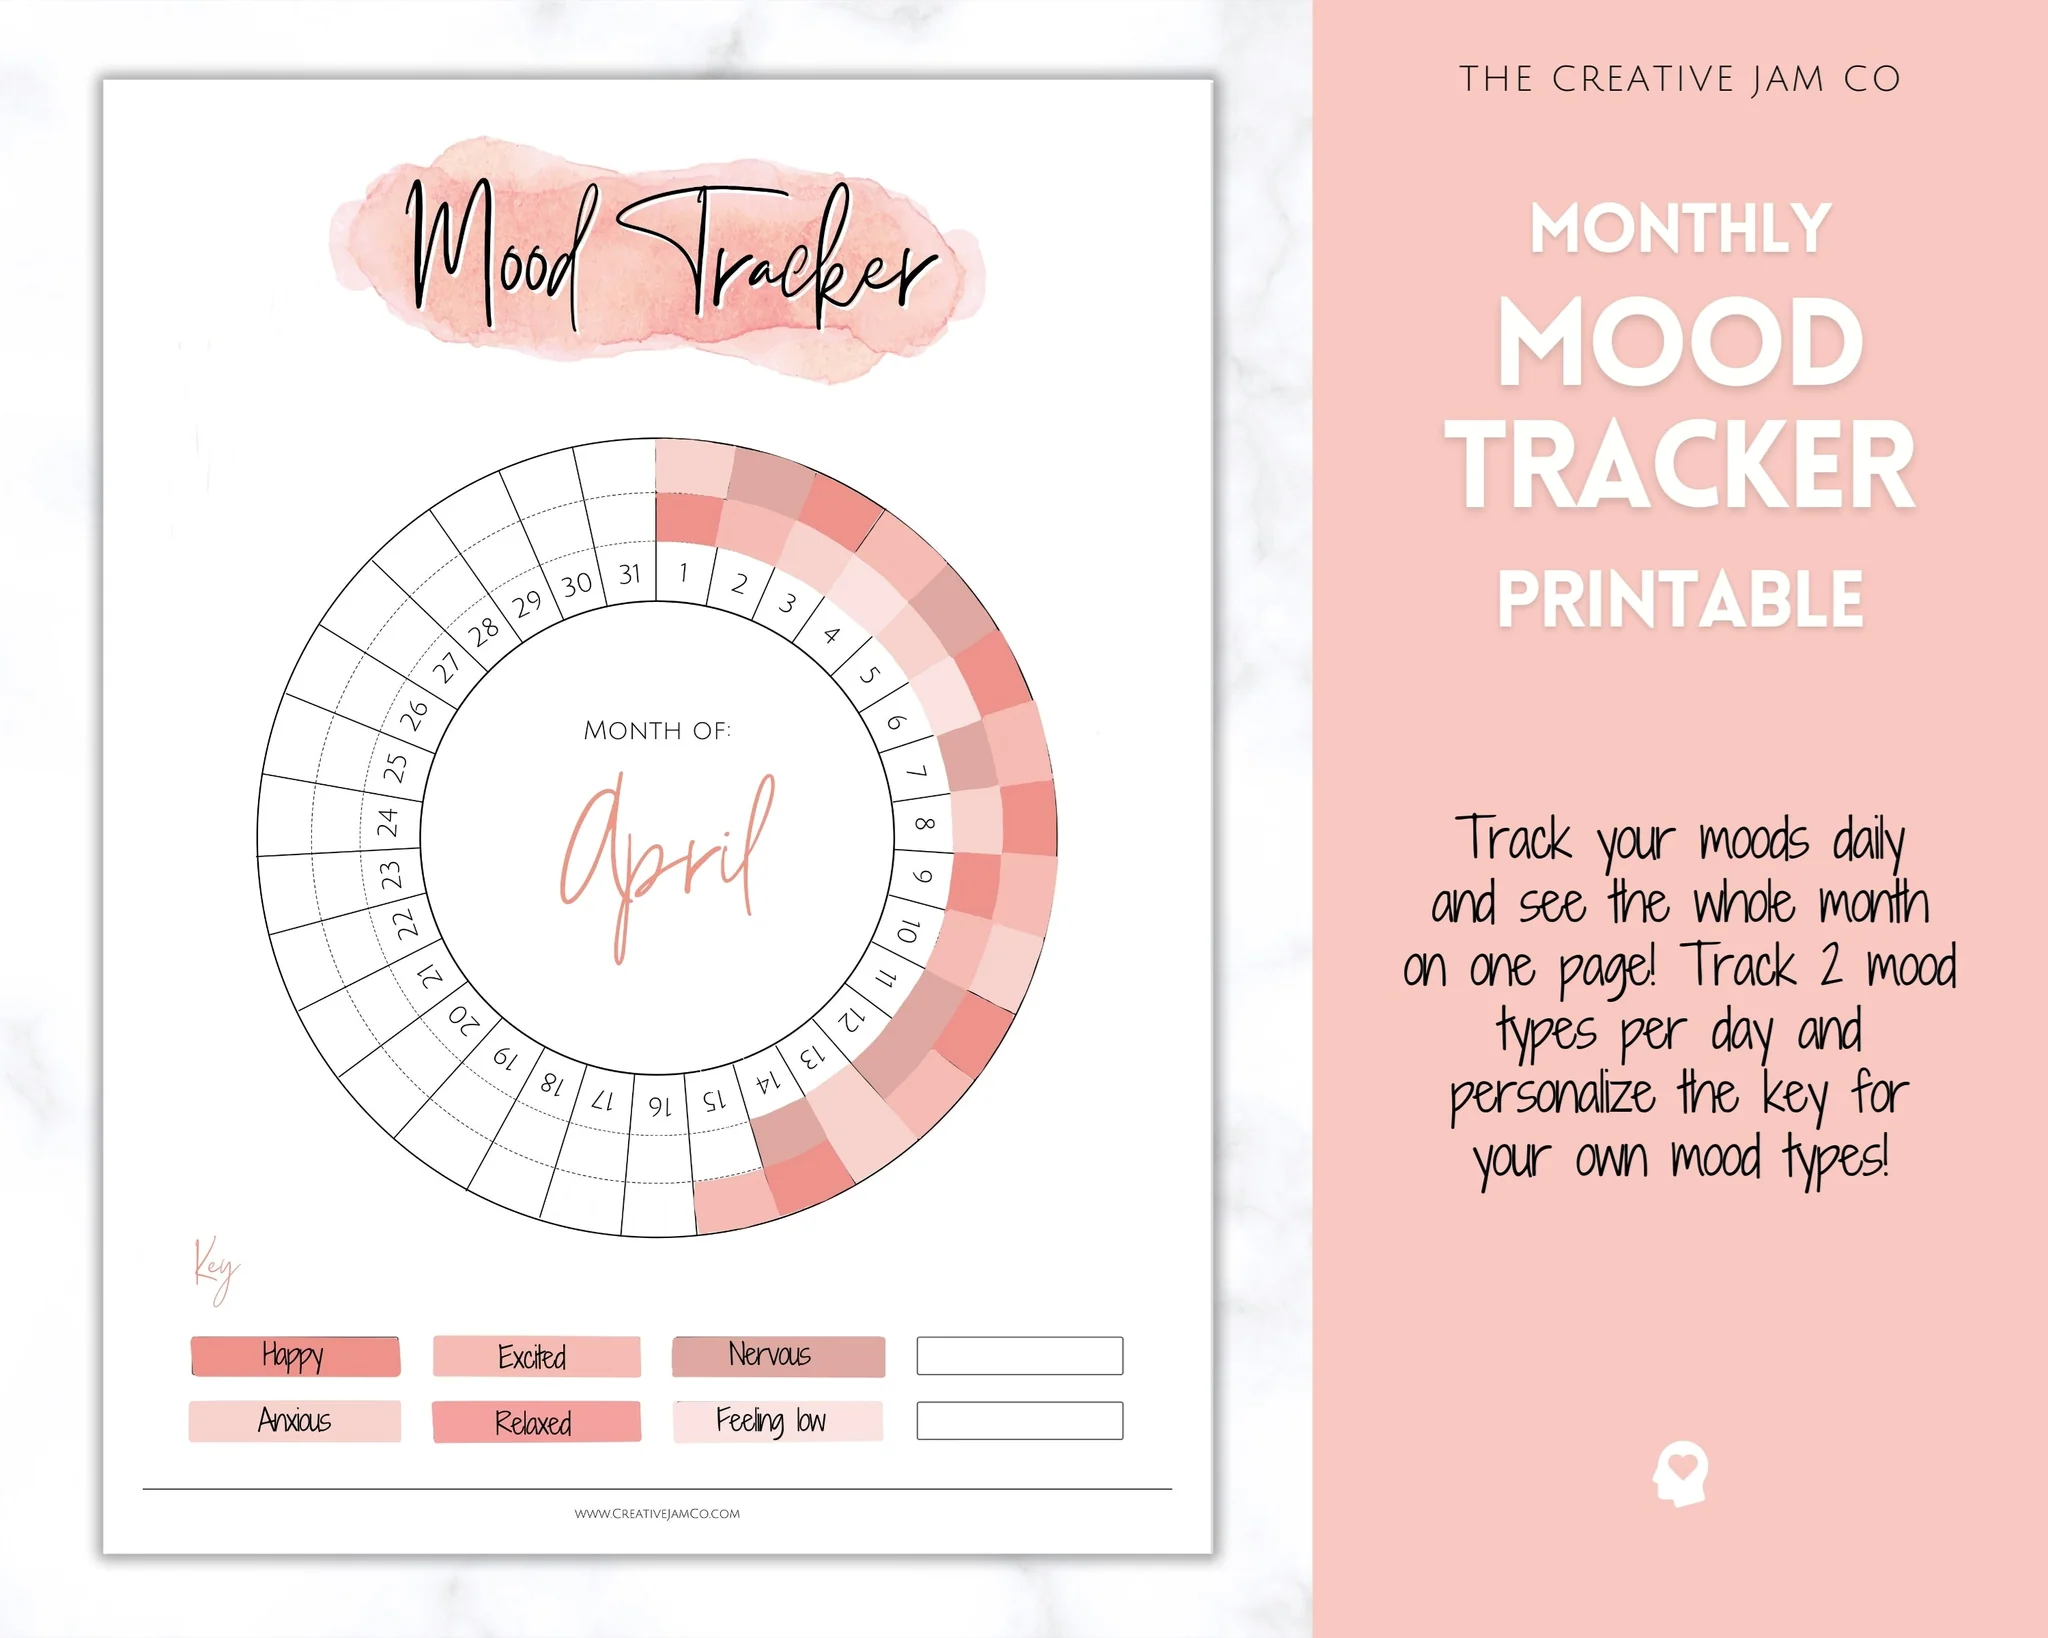 Mood Tracker
1
2
3
4
5
6
7
8
9
10
11
12
13
14
15
16
17
18
19
20
21
22
23
24
25
26
27
28
29
30
31
MONTH OF:
April
Key
Happy
Excited
Nervous
Anxious
Relaxed
Feeling low
WWW.CREATIVEJAMCO.COM
THE CREATIVE JAM CO
MONTHLY
MOOD
TRACKER
PRINTABLE
Track your moods daily
and see the whole month
on one page! Track 2 mood
types per day and
personalize the key for
your own mood types!